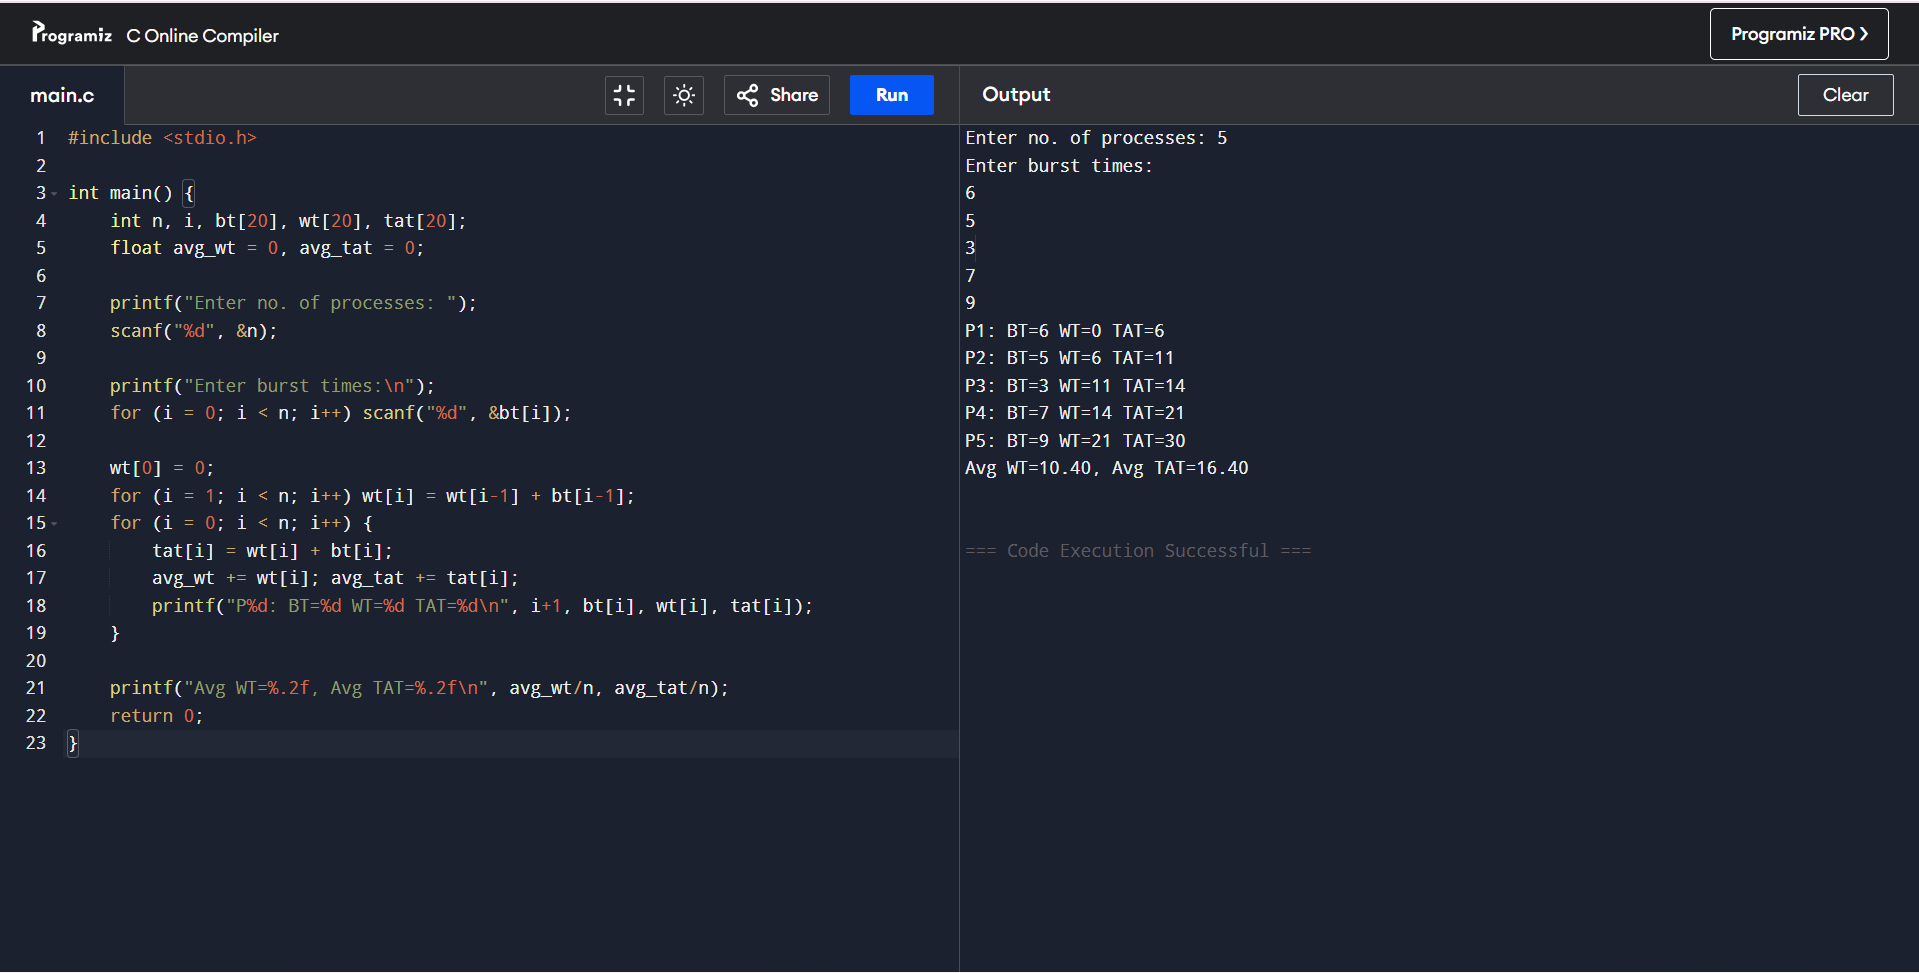 Programiz C Online Compiler
Programiz PRO
main.c
Share
Run
1 #include <stdio.h>
2
3 int main() {
4     int n, i, bt[20], wt[20], tat[20];
5     float avg_wt = 0, avg_tat = 0;
6
7     printf("Enter no. of processes: ");
8     scanf("%d", &n);
9
10     printf("Enter burst times:\n");
11     for (i = 0; i < n; i++) scanf("%d", &bt[i]);
12
13     wt[0] = 0;
14     for (i = 1; i < n; i++) wt[i] = wt[i-1] + bt[i-1];
15     for (i = 0; i < n; i++) {
16         tat[i] = wt[i] + bt[i];
17         avg_wt += wt[i]; avg_tat += tat[i];
18         printf("P%d: BT=%d WT=%d TAT=%d\n", i+1, bt[i], wt[i], tat[i]);
19     }
20
21     printf("Avg WT=%.2f, Avg TAT=%.2f\n", avg_wt/n, avg_tat/n);
22     return 0;
23 }
Output
Clear
Enter no. of processes: 5
Enter burst times:
6
5
3
7
9
P1: BT=6 WT=0 TAT=6
P2: BT=5 WT=6 TAT=11
P3: BT=3 WT=11 TAT=14
P4: BT=7 WT=14 TAT=21
P5: BT=9 WT=21 TAT=30
Avg WT=10.40, Avg TAT=16.40
=== Code Execution Successful ===